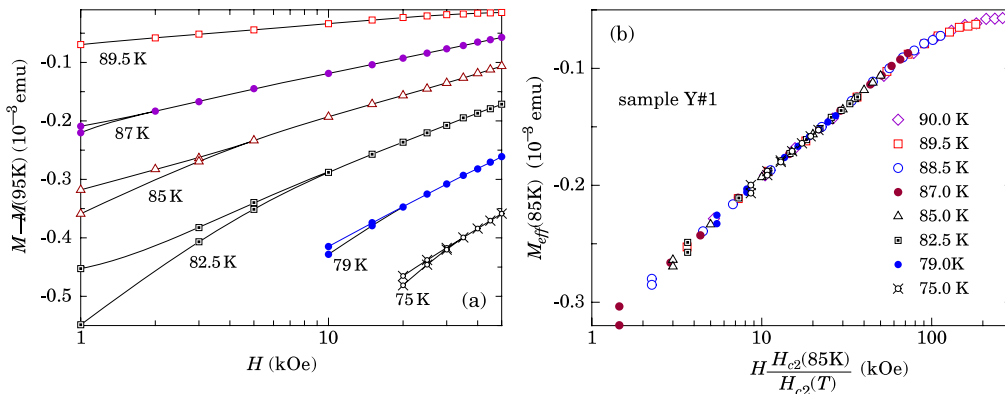 M−M(95K) (10⁻³ emu)
-0.1
-0.2
-0.3
-0.4
-0.5
89.5 K
87 K
85 K
82.5 K
79 K
75 K
(a)
1
10
H (kOe)
(b)
M_eff(85K) (10⁻³ emu)
-0.1
-0.2
-0.3
sample Y#1
90.0 K
89.5 K
88.5 K
87.0 K
85.0 K
82.5 K
79.0K
75.0 K
1
10
100
H H_c2(85K)/H_c2(T) (kOe)